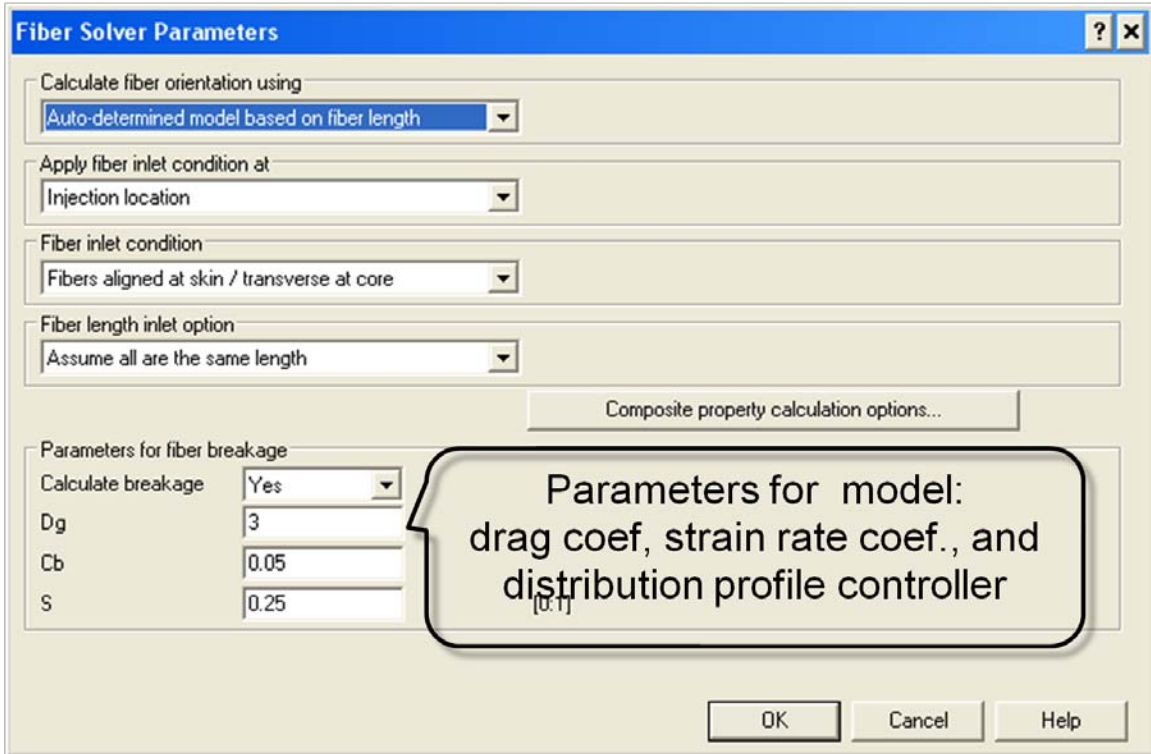 Fiber Solver Parameters
Calculate fiber orientation using
Auto-determined model based on fiber length
Apply fiber inlet condition at
Injection location
Fiber inlet condition
Fibers aligned at skin / transverse at core
Fiber length inlet option
Assume all are the same length
Composite property calculation options...
Parameters for fiber breakage
Calculate breakage Yes
Dg 3
Cb 0.05
S 0.25 [0:1]
Parameters for model:
drag coef, strain rate coef., and
distribution profile controller
OK Cancel Help